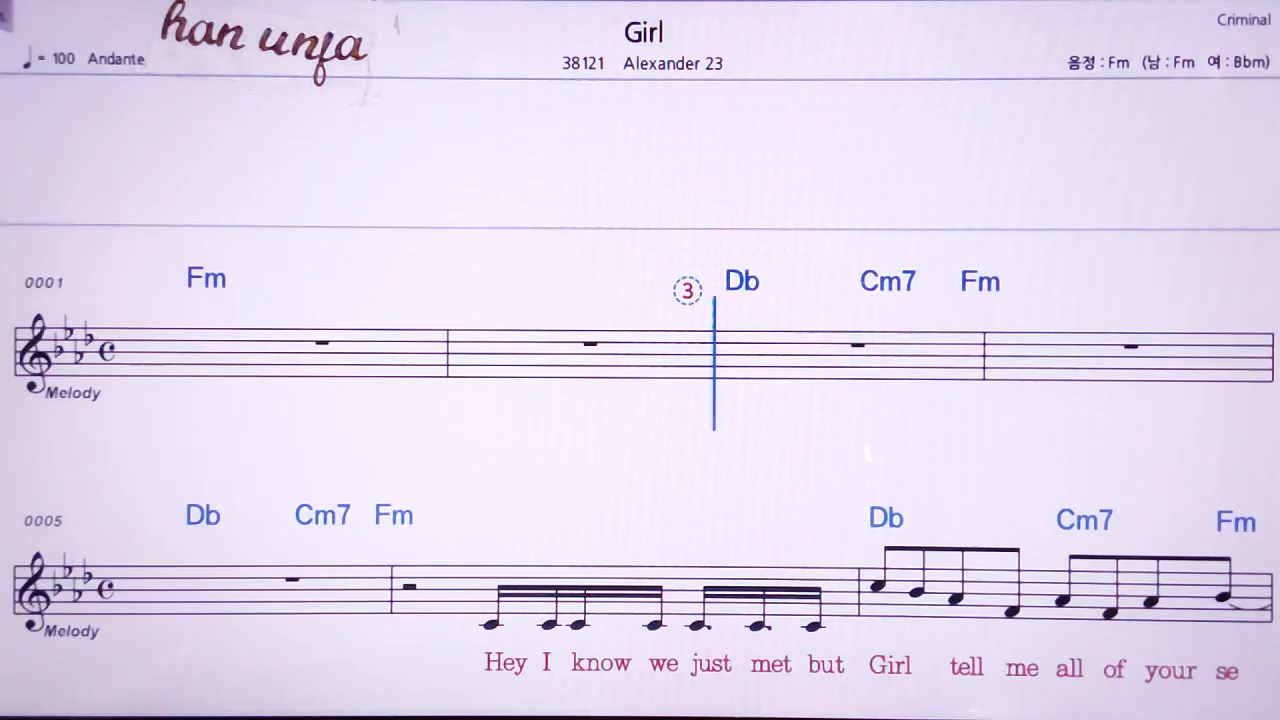 han unfa
Girl
Criminal
♩= 100 Andante
38121 Alexander 23
음정 : Fm (남 : Fm 여 : Bbm)
0001 Fm ③ Db Cm7 Fm
Melody
0005 Db Cm7 Fm Db Cm7 Fm
Melody
Hey I know we just met but Girl tell me all of your se